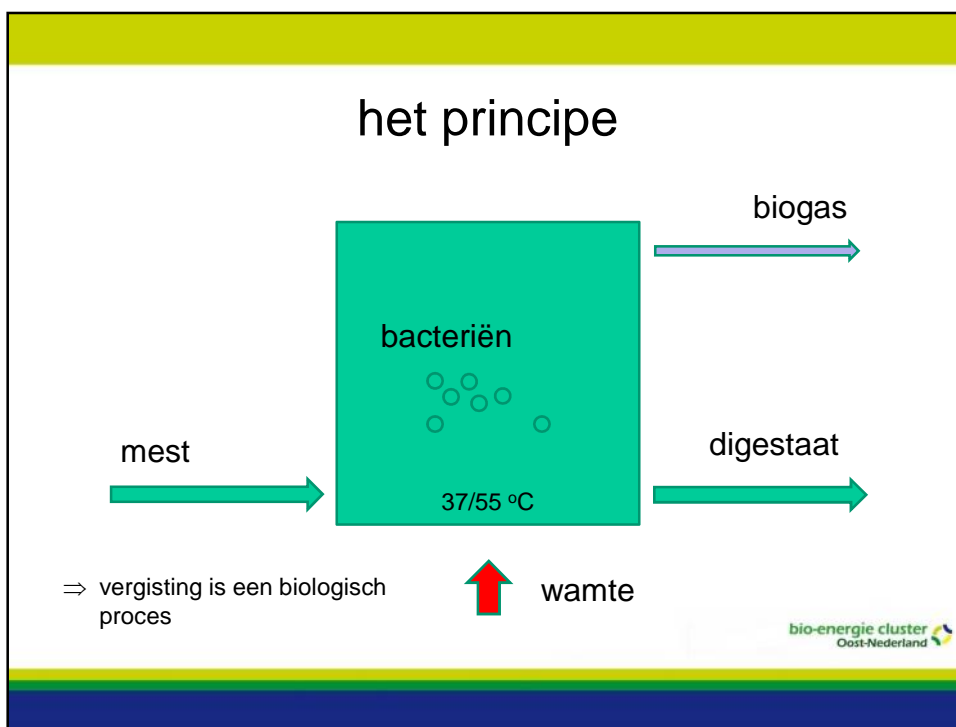 het principe
biogas
bacteriën
mest
digestaat
37/55 °C
⇒ vergisting is een biologisch
proces
wamte
bio-energie cluster
Oost-Nederland